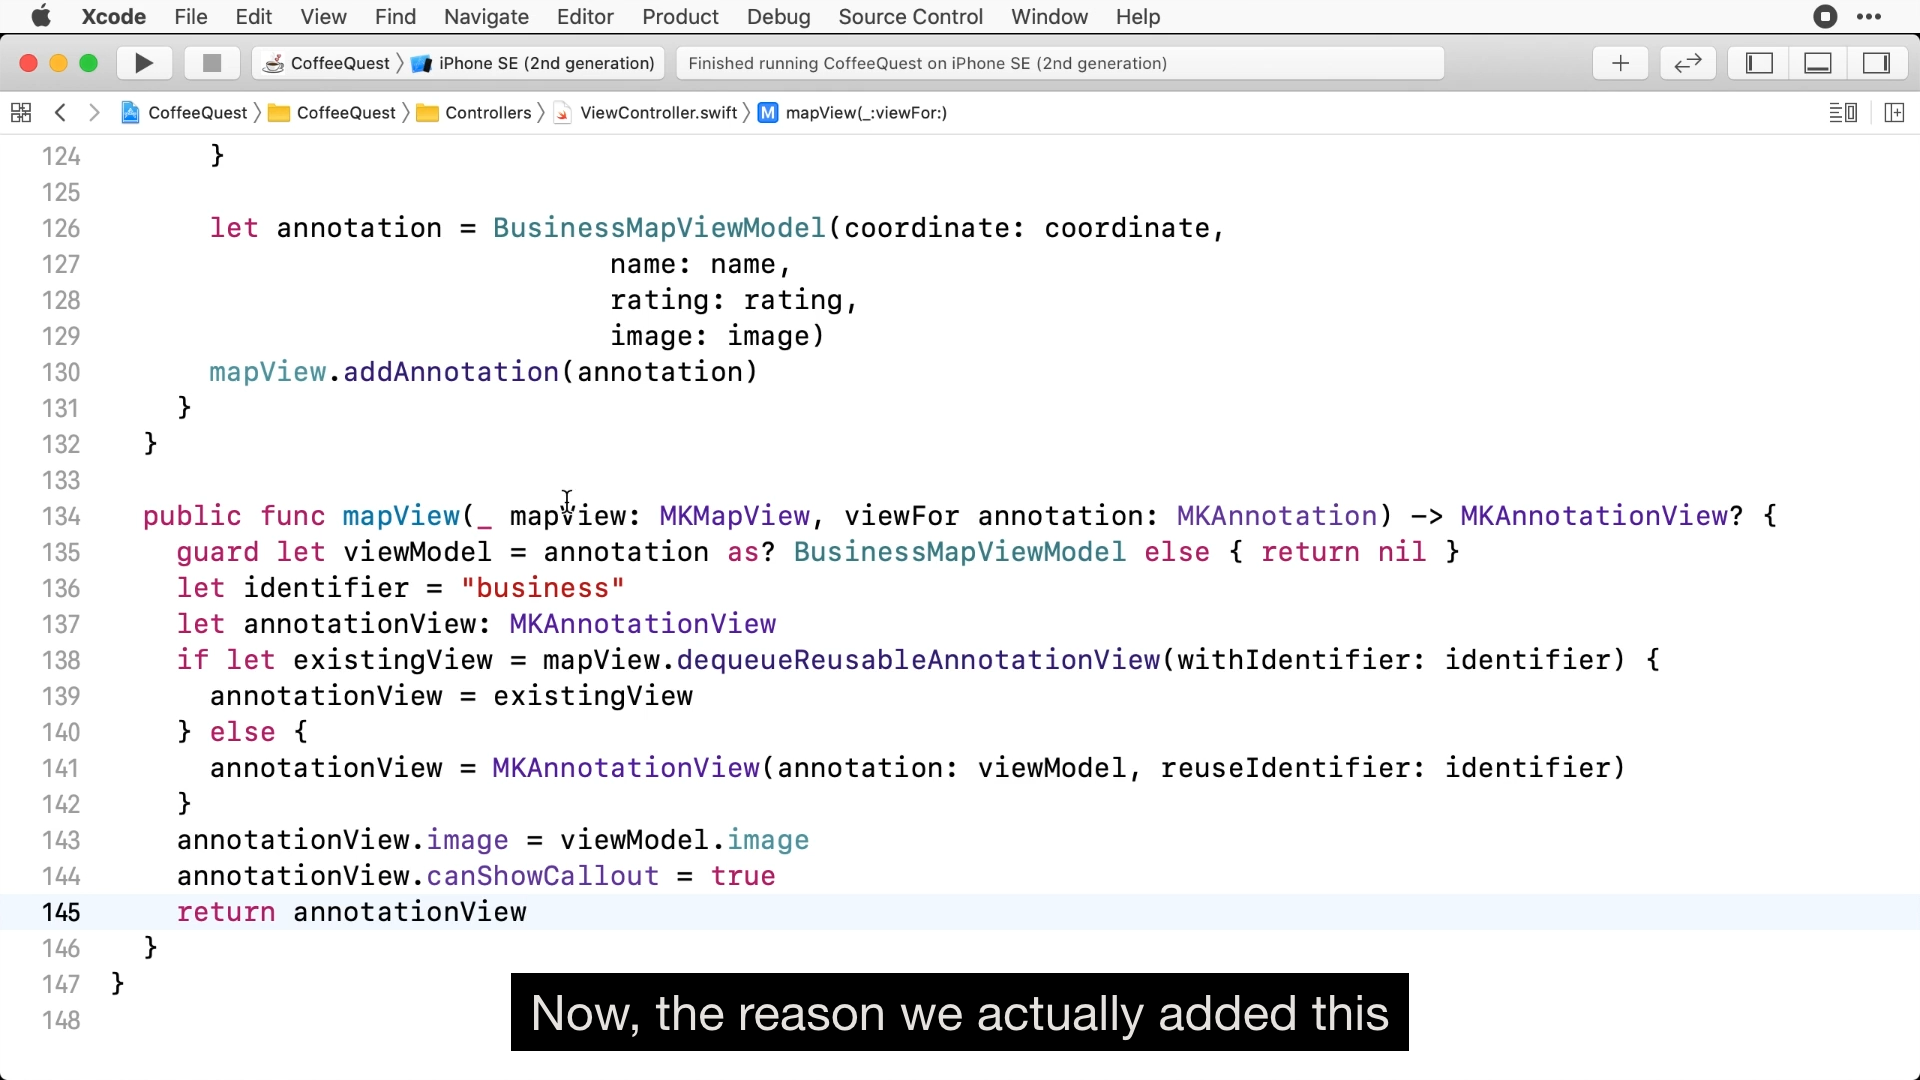 Xcode File Edit View Find Navigate Editor Product Debug Source Control Window Help
CoffeeQuest iPhone SE (2nd generation) Finished running CoffeeQuest on iPhone SE (2nd generation)
CoffeeQuest CoffeeQuest Controllers ViewController.swift M mapView(_:viewFor:)
124 }
125
126 let annotation = BusinessMapViewModel(coordinate: coordinate,
127 name: name,
128 rating: rating,
129 image: image)
130 mapView.addAnnotation(annotation)
131 }
132 }
133
134 public func mapView(_ mapView: MKMapView, viewFor annotation: MKAnnotation) -> MKAnnotationView? {
135 guard let viewModel = annotation as? BusinessMapViewModel else { return nil }
136 let identifier = "business"
137 let annotationView: MKAnnotationView
138 if let existingView = mapView.dequeueReusableAnnotationView(withIdentifier: identifier) {
139 annotationView = existingView
140 } else {
141 annotationView = MKAnnotationView(annotation: viewModel, reuseIdentifier: identifier)
142 }
143 annotationView.image = viewModel.image
144 annotationView.canShowCallout = true
145 return annotationView
146 }
147 }
148
Now, the reason we actually added this